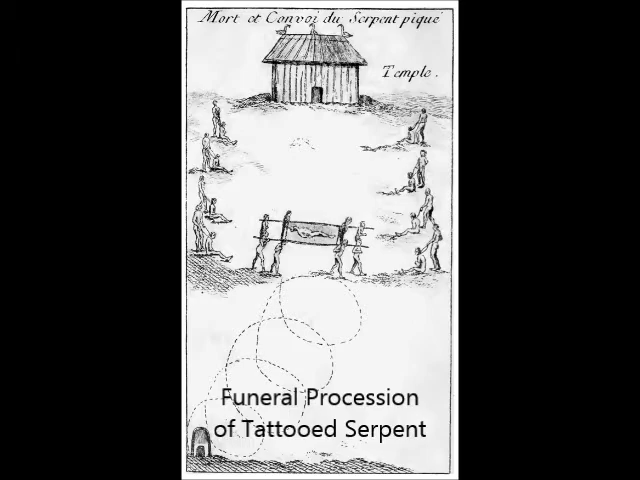 Mort et Convoi du Serpent piqué
Temple.
Funeral Procession
of Tattooed Serpent